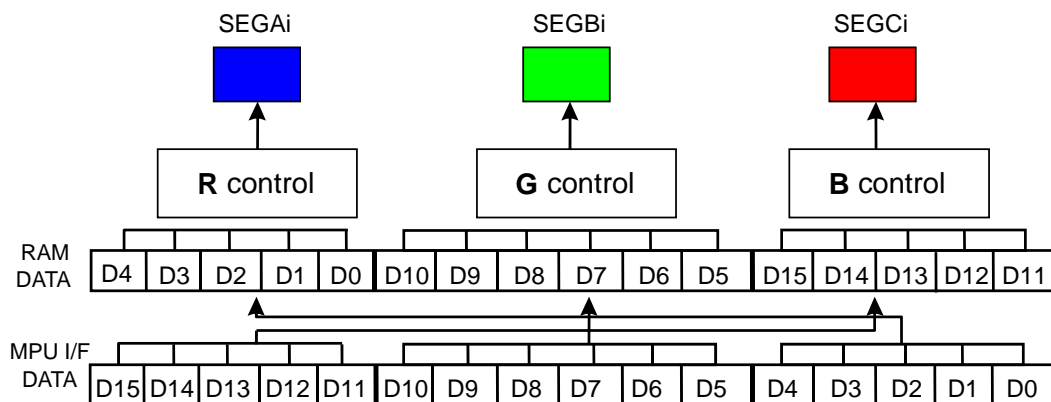 SEGAi SEGBi SEGCi
R control G control B control
RAM DATA
D4 D3 D2 D1 D0 D10 D9 D8 D7 D6 D5 D15 D14 D13 D12 D11
MPU I/F DATA
D15 D14 D13 D12 D11 D10 D9 D8 D7 D6 D5 D4 D3 D2 D1 D0